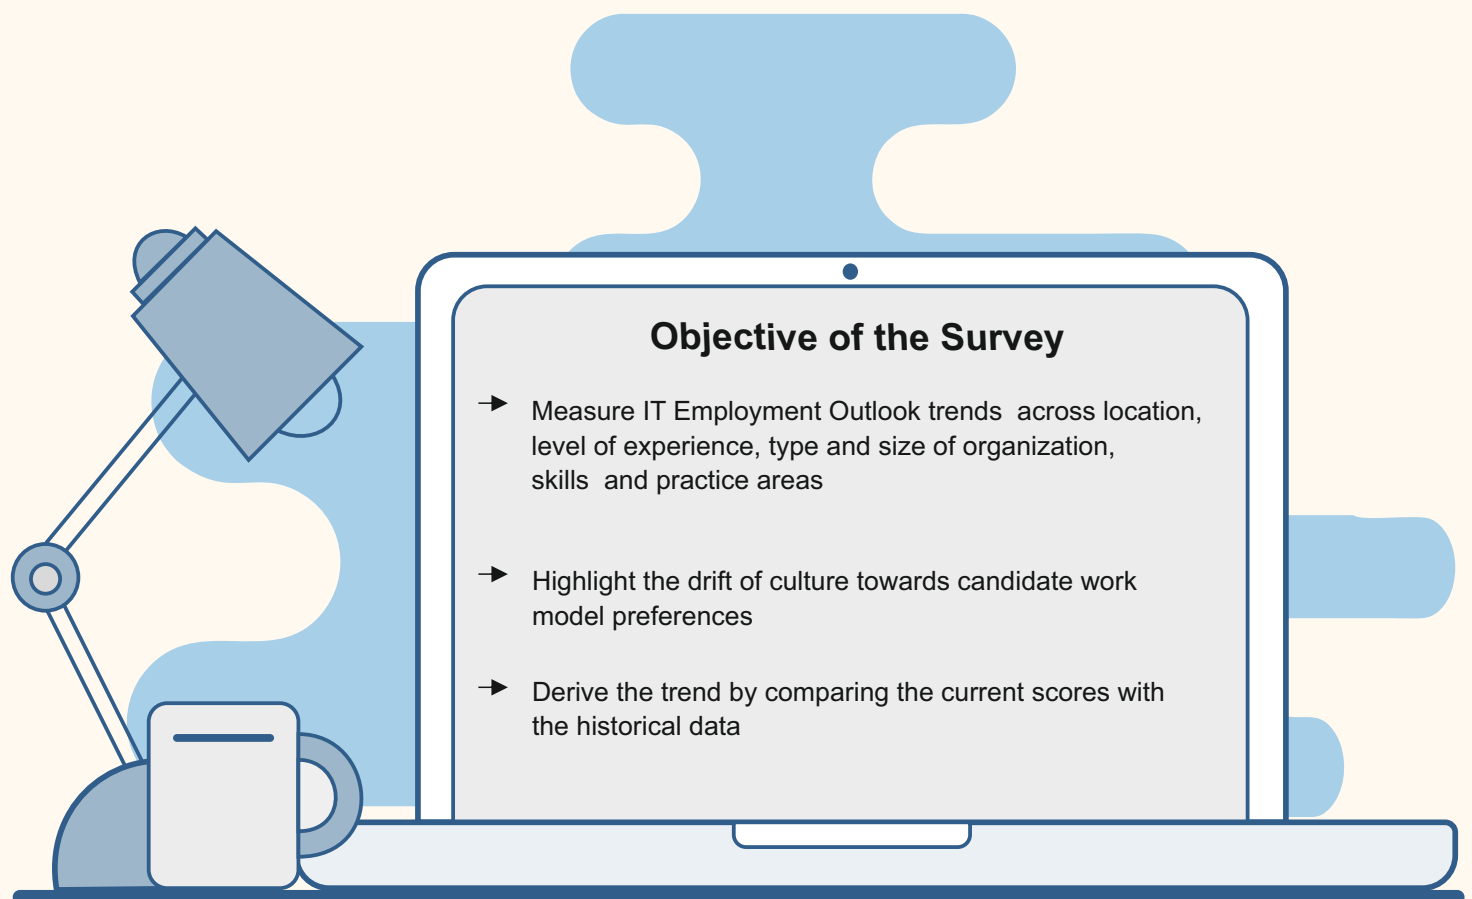 Objective of the Survey
Measure IT Employment Outlook trends  across location,
level of experience, type and size of organization,
skills  and practice areas
Highlight the drift of culture towards candidate work
model preferences
Derive the trend by comparing the current scores with
the historical data